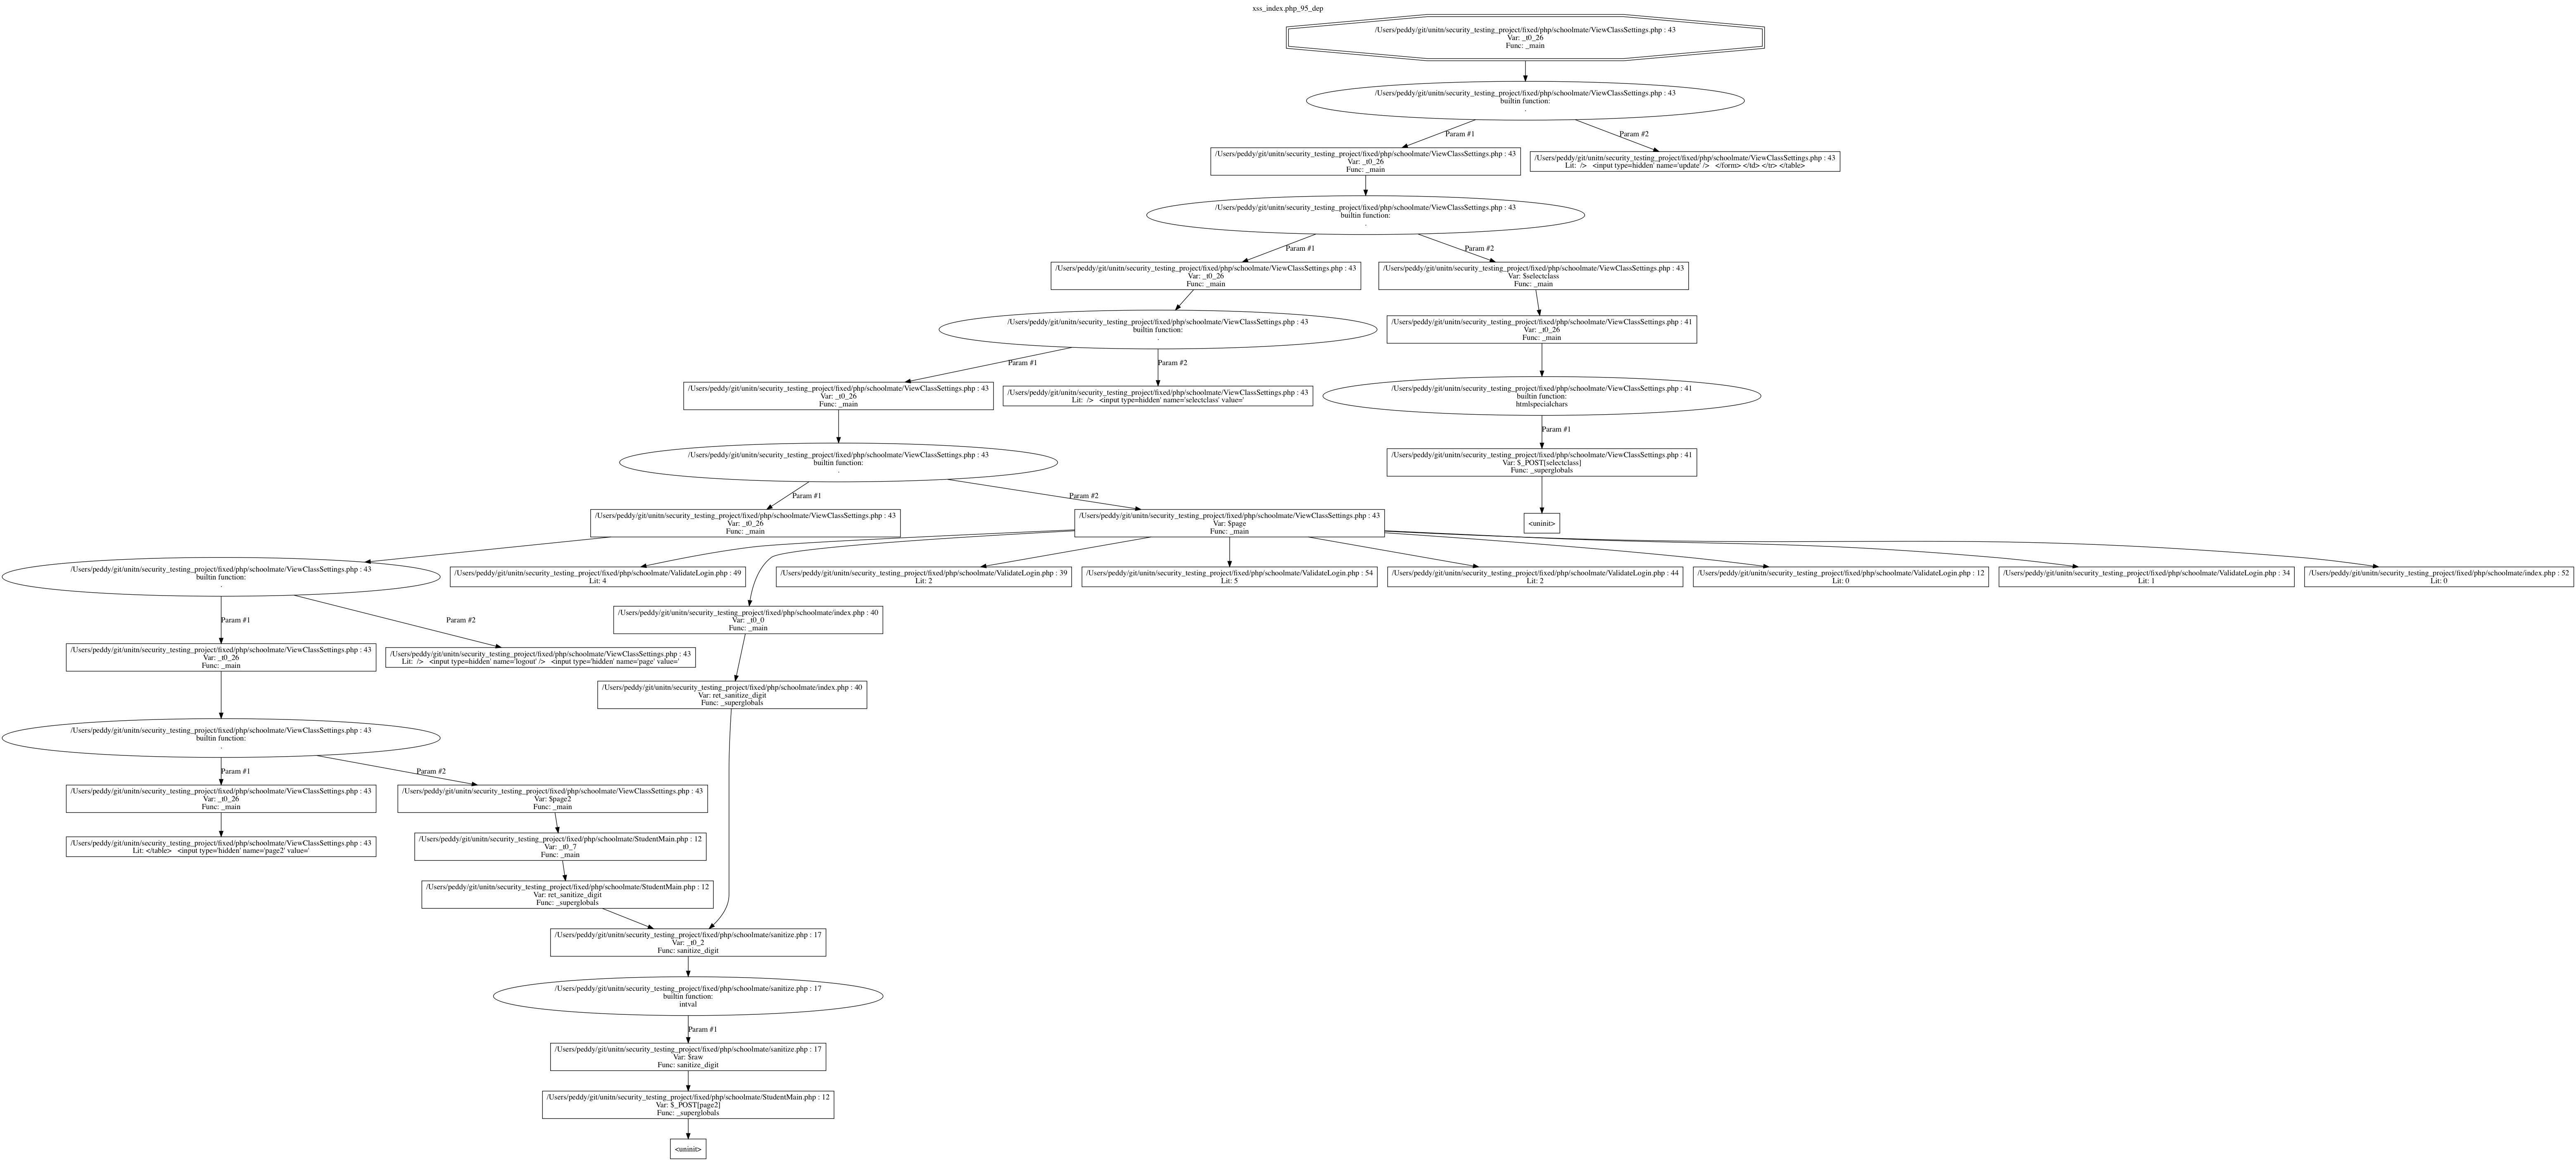 xss_index.php_95_dep
/Users/peddy/git/unitn/security_testing_project/fixed/php/schoolmate/ViewClassSettings.php : 43
Var: _t0_26
Func: _main
/Users/peddy/git/unitn/security_testing_project/fixed/php/schoolmate/ViewClassSettings.php : 43
builtin function:
.
Param #1
Param #2
/Users/peddy/git/unitn/security_testing_project/fixed/php/schoolmate/ViewClassSettings.php : 43
Var: _t0_26
Func: _main
/Users/peddy/git/unitn/security_testing_project/fixed/php/schoolmate/ViewClassSettings.php : 43
Lit:  />   <input type=hidden' name='update' />   </form> </td> </tr> </table>
/Users/peddy/git/unitn/security_testing_project/fixed/php/schoolmate/ViewClassSettings.php : 43
builtin function:
.
Param #1
Param #2
/Users/peddy/git/unitn/security_testing_project/fixed/php/schoolmate/ViewClassSettings.php : 43
Var: _t0_26
Func: _main
/Users/peddy/git/unitn/security_testing_project/fixed/php/schoolmate/ViewClassSettings.php : 43
Var: $selectclass
Func: _main
/Users/peddy/git/unitn/security_testing_project/fixed/php/schoolmate/ViewClassSettings.php : 43
builtin function:
.
/Users/peddy/git/unitn/security_testing_project/fixed/php/schoolmate/ViewClassSettings.php : 41
Var: _t0_26
Func: _main
Param #1
Param #2
/Users/peddy/git/unitn/security_testing_project/fixed/php/schoolmate/ViewClassSettings.php : 43
Var: _t0_26
Func: _main
/Users/peddy/git/unitn/security_testing_project/fixed/php/schoolmate/ViewClassSettings.php : 43
Lit:  />   <input type=hidden' name='selectclass' value='
/Users/peddy/git/unitn/security_testing_project/fixed/php/schoolmate/ViewClassSettings.php : 41
builtin function:
htmlspecialchars
Param #1
/Users/peddy/git/unitn/security_testing_project/fixed/php/schoolmate/ViewClassSettings.php : 43
builtin function:
.
/Users/peddy/git/unitn/security_testing_project/fixed/php/schoolmate/ViewClassSettings.php : 41
Var: $_POST[selectclass]
Func: _superglobals
Param #1
Param #2
/Users/peddy/git/unitn/security_testing_project/fixed/php/schoolmate/ViewClassSettings.php : 43
Var: _t0_26
Func: _main
/Users/peddy/git/unitn/security_testing_project/fixed/php/schoolmate/ViewClassSettings.php : 43
Var: $page
Func: _main
<uninit>
/Users/peddy/git/unitn/security_testing_project/fixed/php/schoolmate/ViewClassSettings.php : 43
builtin function:
.
/Users/peddy/git/unitn/security_testing_project/fixed/php/schoolmate/ValidateLogin.php : 49
Lit: 4
/Users/peddy/git/unitn/security_testing_project/fixed/php/schoolmate/ValidateLogin.php : 39
Lit: 2
/Users/peddy/git/unitn/security_testing_project/fixed/php/schoolmate/ValidateLogin.php : 54
Lit: 5
/Users/peddy/git/unitn/security_testing_project/fixed/php/schoolmate/ValidateLogin.php : 44
Lit: 2
/Users/peddy/git/unitn/security_testing_project/fixed/php/schoolmate/ValidateLogin.php : 12
Lit: 0
/Users/peddy/git/unitn/security_testing_project/fixed/php/schoolmate/ValidateLogin.php : 34
Lit: 1
/Users/peddy/git/unitn/security_testing_project/fixed/php/schoolmate/index.php : 52
Lit: 0
Param #1
Param #2
/Users/peddy/git/unitn/security_testing_project/fixed/php/schoolmate/index.php : 40
Var: _t0_0
Func: _main
/Users/peddy/git/unitn/security_testing_project/fixed/php/schoolmate/ViewClassSettings.php : 43
Var: _t0_26
Func: _main
/Users/peddy/git/unitn/security_testing_project/fixed/php/schoolmate/ViewClassSettings.php : 43
Lit:  />   <input type=hidden' name='logout' />   <input type='hidden' name='page' value='
/Users/peddy/git/unitn/security_testing_project/fixed/php/schoolmate/index.php : 40
Var: ret_sanitize_digit
Func: _superglobals
/Users/peddy/git/unitn/security_testing_project/fixed/php/schoolmate/ViewClassSettings.php : 43
builtin function:
.
Param #1
Param #2
/Users/peddy/git/unitn/security_testing_project/fixed/php/schoolmate/ViewClassSettings.php : 43
Var: _t0_26
Func: _main
/Users/peddy/git/unitn/security_testing_project/fixed/php/schoolmate/ViewClassSettings.php : 43
Var: $page2
Func: _main
/Users/peddy/git/unitn/security_testing_project/fixed/php/schoolmate/ViewClassSettings.php : 43
Lit: </table>   <input type='hidden' name='page2' value='
/Users/peddy/git/unitn/security_testing_project/fixed/php/schoolmate/StudentMain.php : 12
Var: _t0_7
Func: _main
/Users/peddy/git/unitn/security_testing_project/fixed/php/schoolmate/StudentMain.php : 12
Var: ret_sanitize_digit
Func: _superglobals
/Users/peddy/git/unitn/security_testing_project/fixed/php/schoolmate/sanitize.php : 17
Var: _t0_2
Func: sanitize_digit
/Users/peddy/git/unitn/security_testing_project/fixed/php/schoolmate/sanitize.php : 17
builtin function:
intval
Param #1
/Users/peddy/git/unitn/security_testing_project/fixed/php/schoolmate/sanitize.php : 17
Var: $raw
Func: sanitize_digit
/Users/peddy/git/unitn/security_testing_project/fixed/php/schoolmate/StudentMain.php : 12
Var: $_POST[page2]
Func: _superglobals
<uninit>